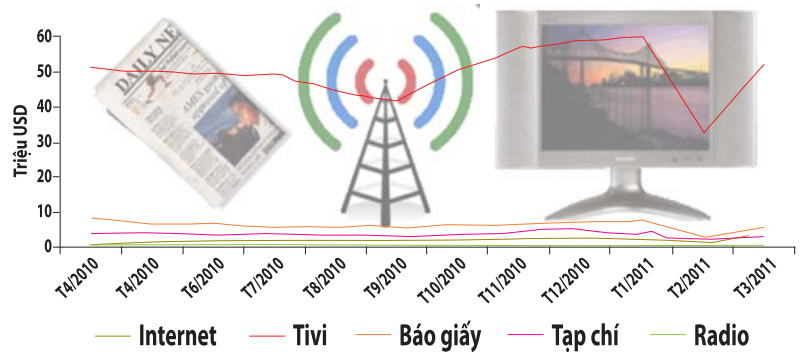 DAILY NE
60
50
40
30
20
10
0
Triệu USD
T4/2010
T4/2010
T6/2010
T7/2010
T8/2010
T9/2010
T10/2010
T11/2010
T12/2010
T1/2011
T2/2011
T3/2011
Internet
Tivi
Báo giấy
Tạp chí
Radio